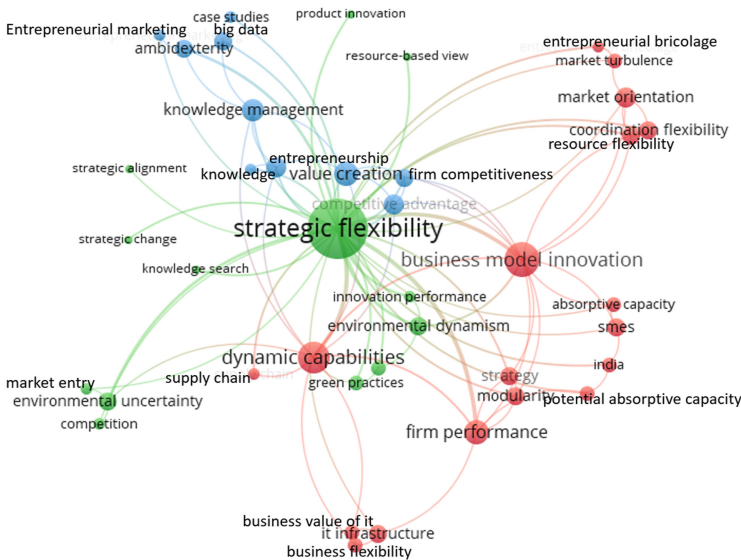 case studies
product innovation
Entrepreneurial marketing
big data
ambidexterity
resource-based view
entrepreneurial bricolage
market turbulence
market orientation
knowledge management
coordination flexibility
resource flexibility
entrepreneurship
strategic alignment
knowledge
value creation
firm competitiveness
competitive advantage
strategic flexibility
strategic change
business model innovation
knowledge search
innovation performance
absorptive capacity
environmental dynamism
smes
dynamic capabilities
india
supply chain
green practices
strategy
market entry
modularity
potential absorptive capacity
environmental uncertainty
competition
firm performance
business value of it
it infrastructure
business flexibility